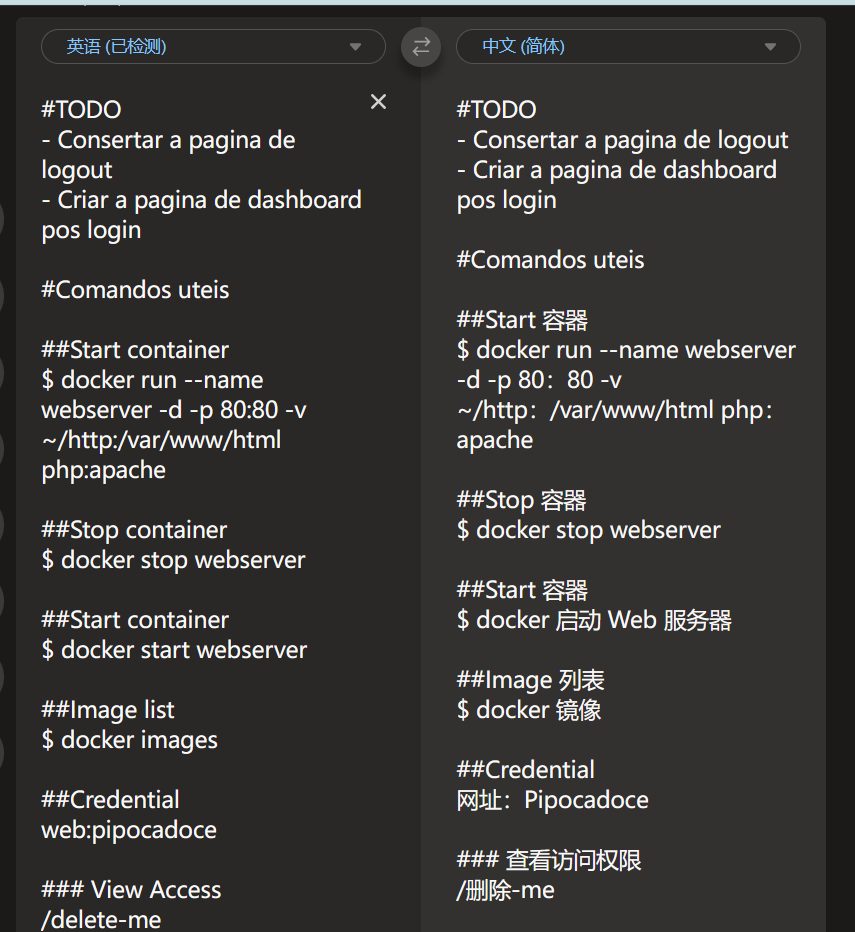 英语 (已检测)
中文 (简体)
#TODO
- Consertar a pagina de
logout
- Criar a pagina de dashboard
pos login
#Comandos uteis
##Start container
$ docker run --name
webserver -d -p 80:80 -v
~/http:/var/www/html
php:apache
##Stop container
$ docker stop webserver
##Start container
$ docker start webserver
##Image list
$ docker images
##Credential
web:pipocadoce
### View Access
/delete-me
#TODO
- Consertar a pagina de logout
- Criar a pagina de dashboard
pos login
#Comandos uteis
##Start 容器
$ docker run --name webserver
-d -p 80：80 -v
~/http：/var/www/html php：
apache
##Stop 容器
$ docker stop webserver
##Start 容器
$ docker 启动 Web 服务器
##Image 列表
$ docker 镜像
##Credential
网址：Pipocadoce
### 查看访问权限
/删除-me